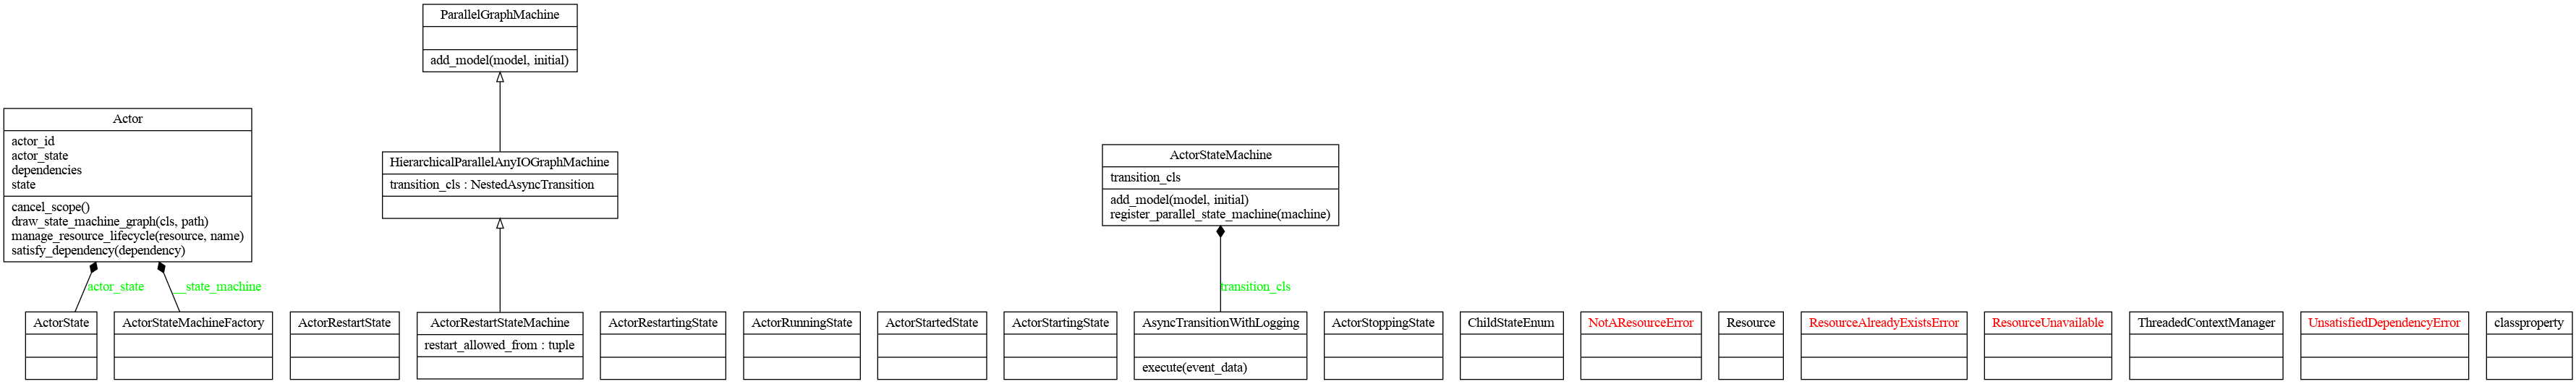 ParallelGraphMachine
add_model(model, initial)
Actor
actor_id
actor_state
dependencies
state
cancel_scope()
draw_state_machine_graph(cls, path)
manage_resource_lifecycle(resource, name)
satisfy_dependency(dependency)
HierarchicalParallelAnyIOGraphMachine
transition_cls : NestedAsyncTransition
ActorStateMachine
transition_cls
add_model(model, initial)
register_parallel_state_machine(machine)
actor_state
__state_machine
transition_cls
ActorState
ActorStateMachineFactory
ActorRestartState
ActorRestartStateMachine
restart_allowed_from : tuple
ActorRestartingState
ActorRunningState
ActorStartedState
ActorStartingState
AsyncTransitionWithLogging
execute(event_data)
ActorStoppingState
ChildStateEnum
NotAResourceError
Resource
ResourceAlreadyExistsError
ResourceUnavailable
ThreadedContextManager
UnsatisfiedDependencyError
classproperty